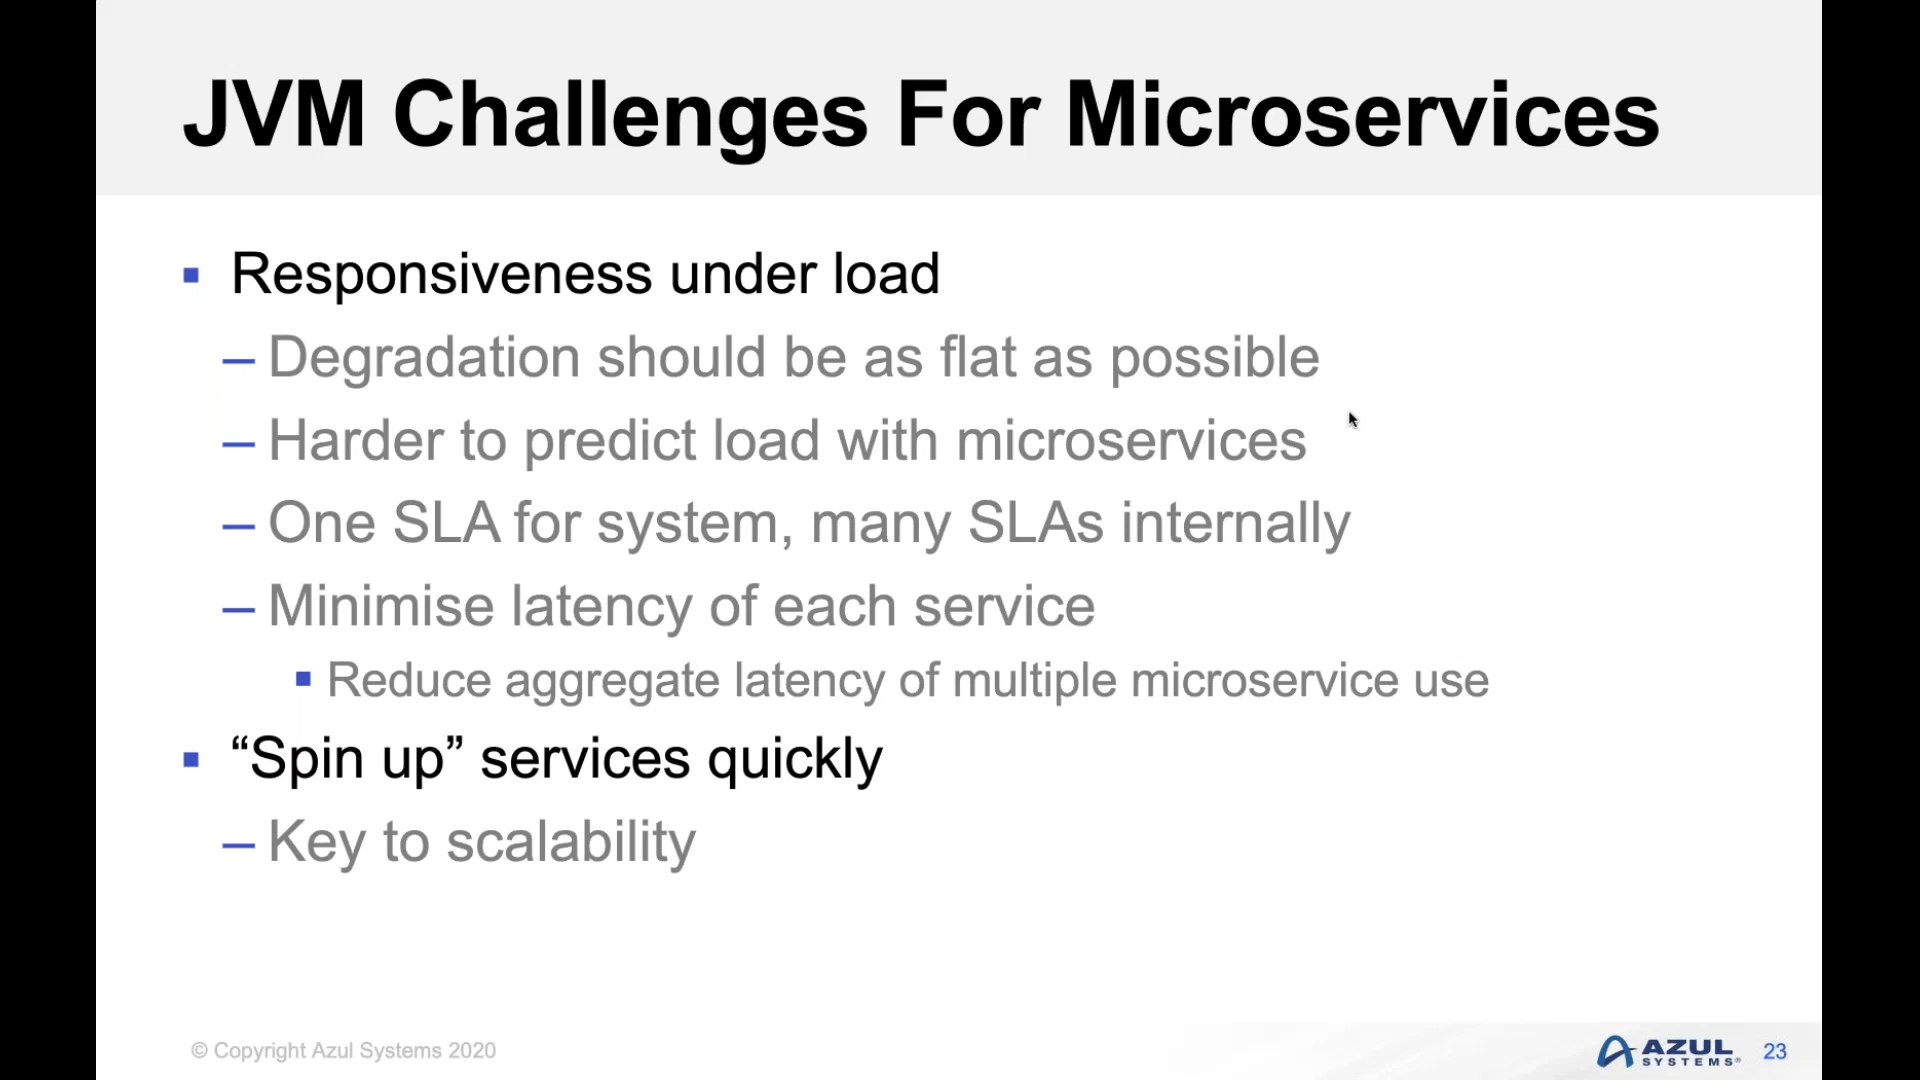 JVM Challenges For Microservices
▪ Responsiveness under load
– Degradation should be as flat as possible
– Harder to predict load with microservices
– One SLA for system, many SLAs internally
– Minimise latency of each service
▪ Reduce aggregate latency of multiple microservice use
▪ “Spin up” services quickly
– Key to scalability
© Copyright Azul Systems 2020
AZUL
SYSTEMS®
23